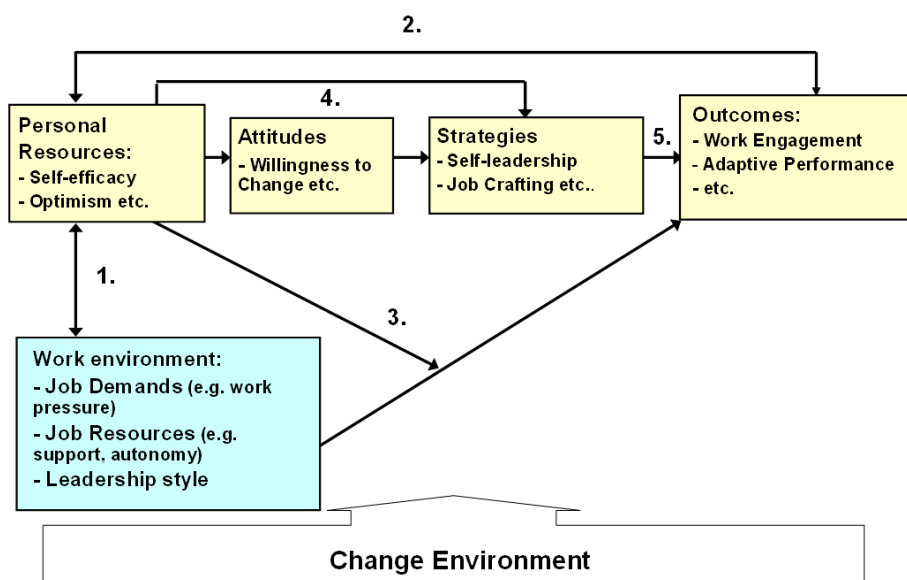 2.
4.
Personal
Resources:
- Self-efficacy
- Optimism etc.
Attitudes
- Willingness to
Change etc.
Strategies
- Self-leadership
- Job Crafting etc..
5.
Outcomes:
- Work Engagement
- Adaptive Performance
- etc.
1.
3.
Work environment:
- Job Demands (e.g. work
pressure)
- Job Resources (e.g.
support, autonomy)
- Leadership style
Change Environment